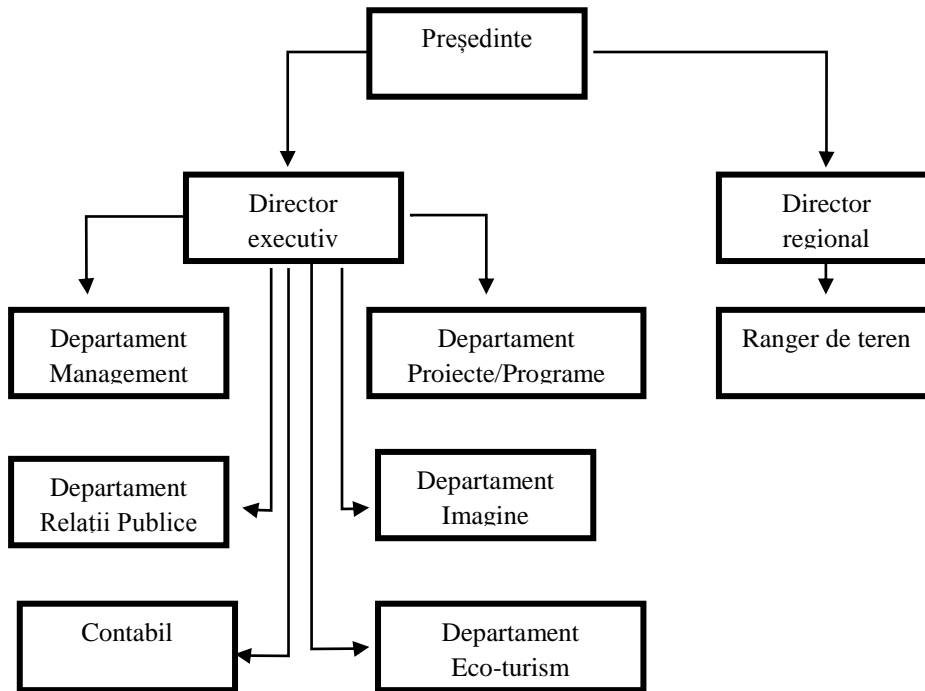 Președinte
Director
executiv
Director
regional
Departament
Management
Departament
Proiecte/Programe
Ranger de teren
Departament
Relații Publice
Departament
Imagine
Contabil
Departament
Eco-turism